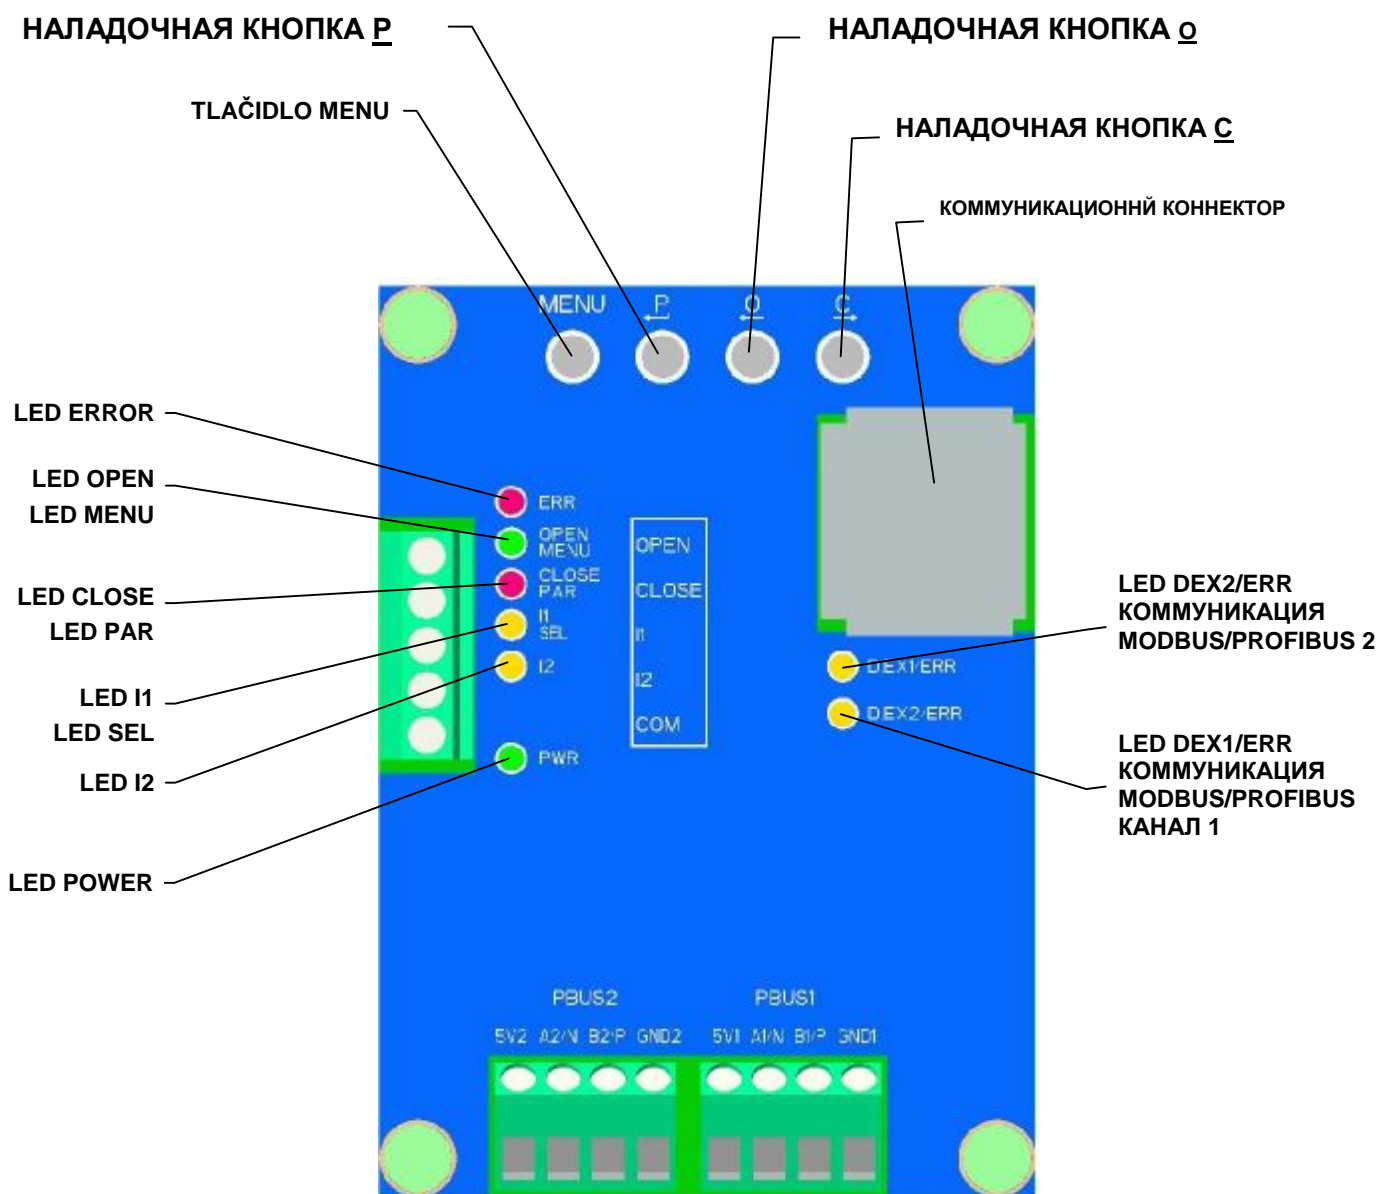 НАЛАДОЧНАЯ КНОПКА P
НАЛАДОЧНАЯ КНОПКА O
TLAČIDLO MENU
НАЛАДОЧНАЯ КНОПКА C
КОММУНИКАЦИОННЙ КОННЕКТОР
MENU
P
O
C
LED ERROR
LED OPEN
LED MENU
LED CLOSE
LED PAR
LED I1
LED SEL
LED I2
LED POWER
ERR
OPEN
MENU
CLOSE
PAR
I1
SEL
I2
PWR
OPEN
CLOSE
I1
I2
COM
D.EX1/ERR
D.EX2/ERR
LED DEX2/ERR
КОММУНИКАЦИЯ
MODBUS/PROFIBUS 2
LED DEX1/ERR
КОММУНИКАЦИЯ
MODBUS/PROFIBUS
КАНАЛ 1
PBUS2
PBUS1
5V2 A2/N B2/P GND2
5V1 A1/N B1/P GND1